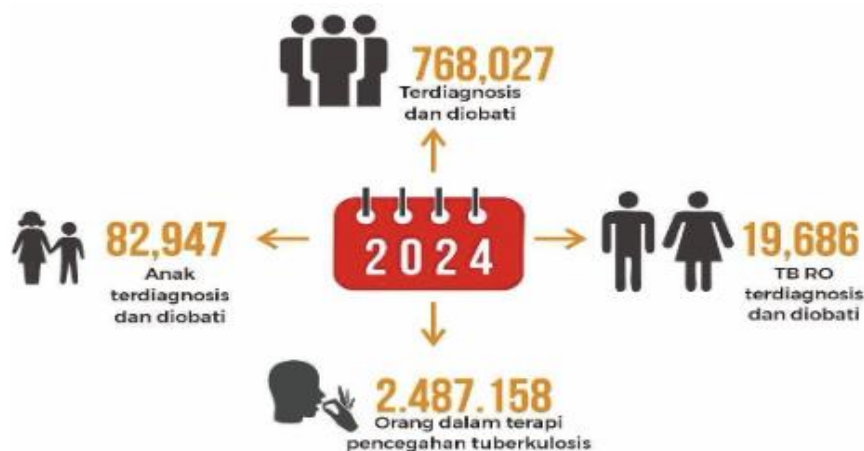 768,027
Terdiagnosis
dan diobati
82,947
Anak
terdiagnosis
dan diobati
2024
19,686
TB RO
terdiagnosis
dan diobati
2.487.158
Orang dalam terapi
pencegahan tuberkulosis